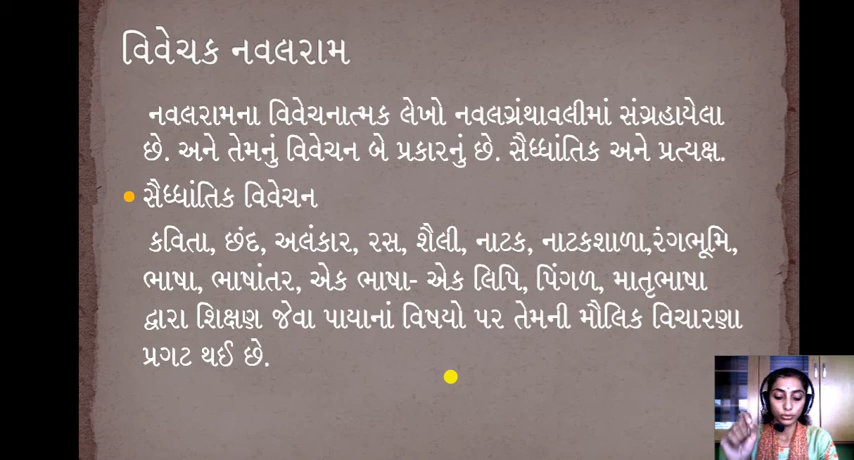 વિવેચક નવલરામ
નવલરામના વિવેચનાત્મક લેખો નવલગ્રંથાવલીમાં સંગ્રહાયેલા
છે. અને તેમનું વિવેચન બે પ્રકારનું છે. સૈધ્ધાંતિક અને પ્રત્યક્ષ.
સૈધ્ધાંતિક વિવેચન
કવિતા, છંદ, અલંકાર, રસ, શૈલી, નાટક, નાટકશાળા,રંગભૂમિ,
ભાષા, ભાષાંતર, એક ભાષા- એક લિપિ, પિંગળ, માતૃભાષા
દ્વારા શિક્ષણ જેવા પાયાનાં વિષયો પર તેમની મૌલિક વિચારણા
પ્રગટ થઈ છે.